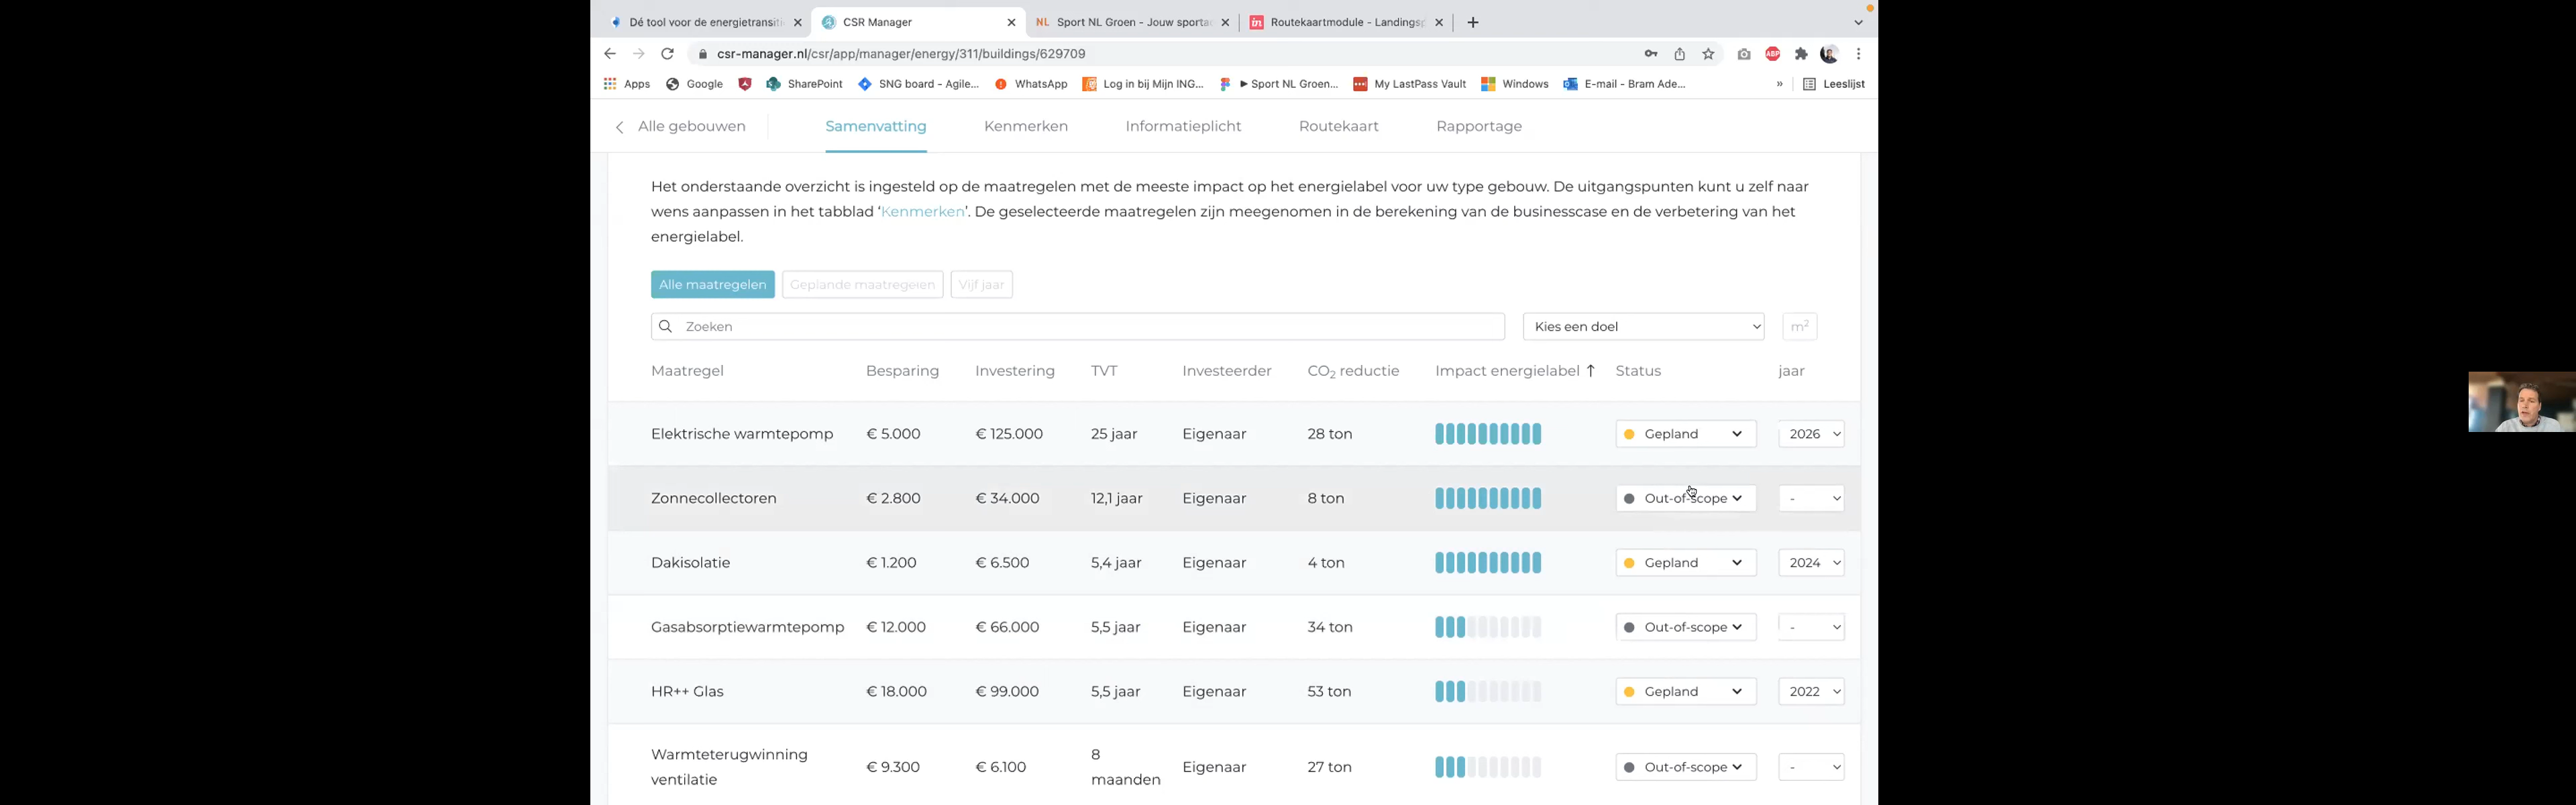 Dé tool voor de energietransiti
CSR Manager
Sport NL Groen - Jouw sporta
Routekaartmodule - Landingsp
csr-manager.nl/csr/app/manager/energy/311/buildings/629709
Apps Google SharePoint SNG board - Agile... WhatsApp Log in bij Mijn ING... ►Sport NL Groen... My LastPass Vault Windows E-mail - Bram Ade... » Leeslijst
Alle gebouwen Samenvatting Kenmerken Informatieplicht Routekaart Rapportage
Het onderstaande overzicht is ingesteld op de maatregelen met de meeste impact op het energielabel voor uw type gebouw. De uitgangspunten kunt u zelf naar
wens aanpassen in het tabblad ‘Kenmerken’. De geselecteerde maatregelen zijn meegenomen in de berekening van de businesscase en de verbetering van het
energielabel.
Alle maatregelen Geplande maatregelen Vijf jaar
Zoeken Kies een doel m²
Maatregel Besparing Investering TVT Investeerder CO₂ reductie Impact energielabel ↑ Status jaar
Elektrische warmtepomp € 5.000 € 125.000 25 jaar Eigenaar 28 ton Gepland 2026
Zonnecollectoren € 2.800 € 34.000 12,1 jaar Eigenaar 8 ton Out-of-scope -
Dakisolatie € 1.200 € 6.500 5,4 jaar Eigenaar 4 ton Gepland 2024
Gasabsorptiewarmtepomp € 12.000 € 66.000 5,5 jaar Eigenaar 34 ton Out-of-scope -
HR++ Glas € 18.000 € 99.000 5,5 jaar Eigenaar 53 ton Gepland 2022
Warmteterugwinning
ventilatie € 9.300 € 6.100 8
maanden Eigenaar 27 ton Out-of-scope -